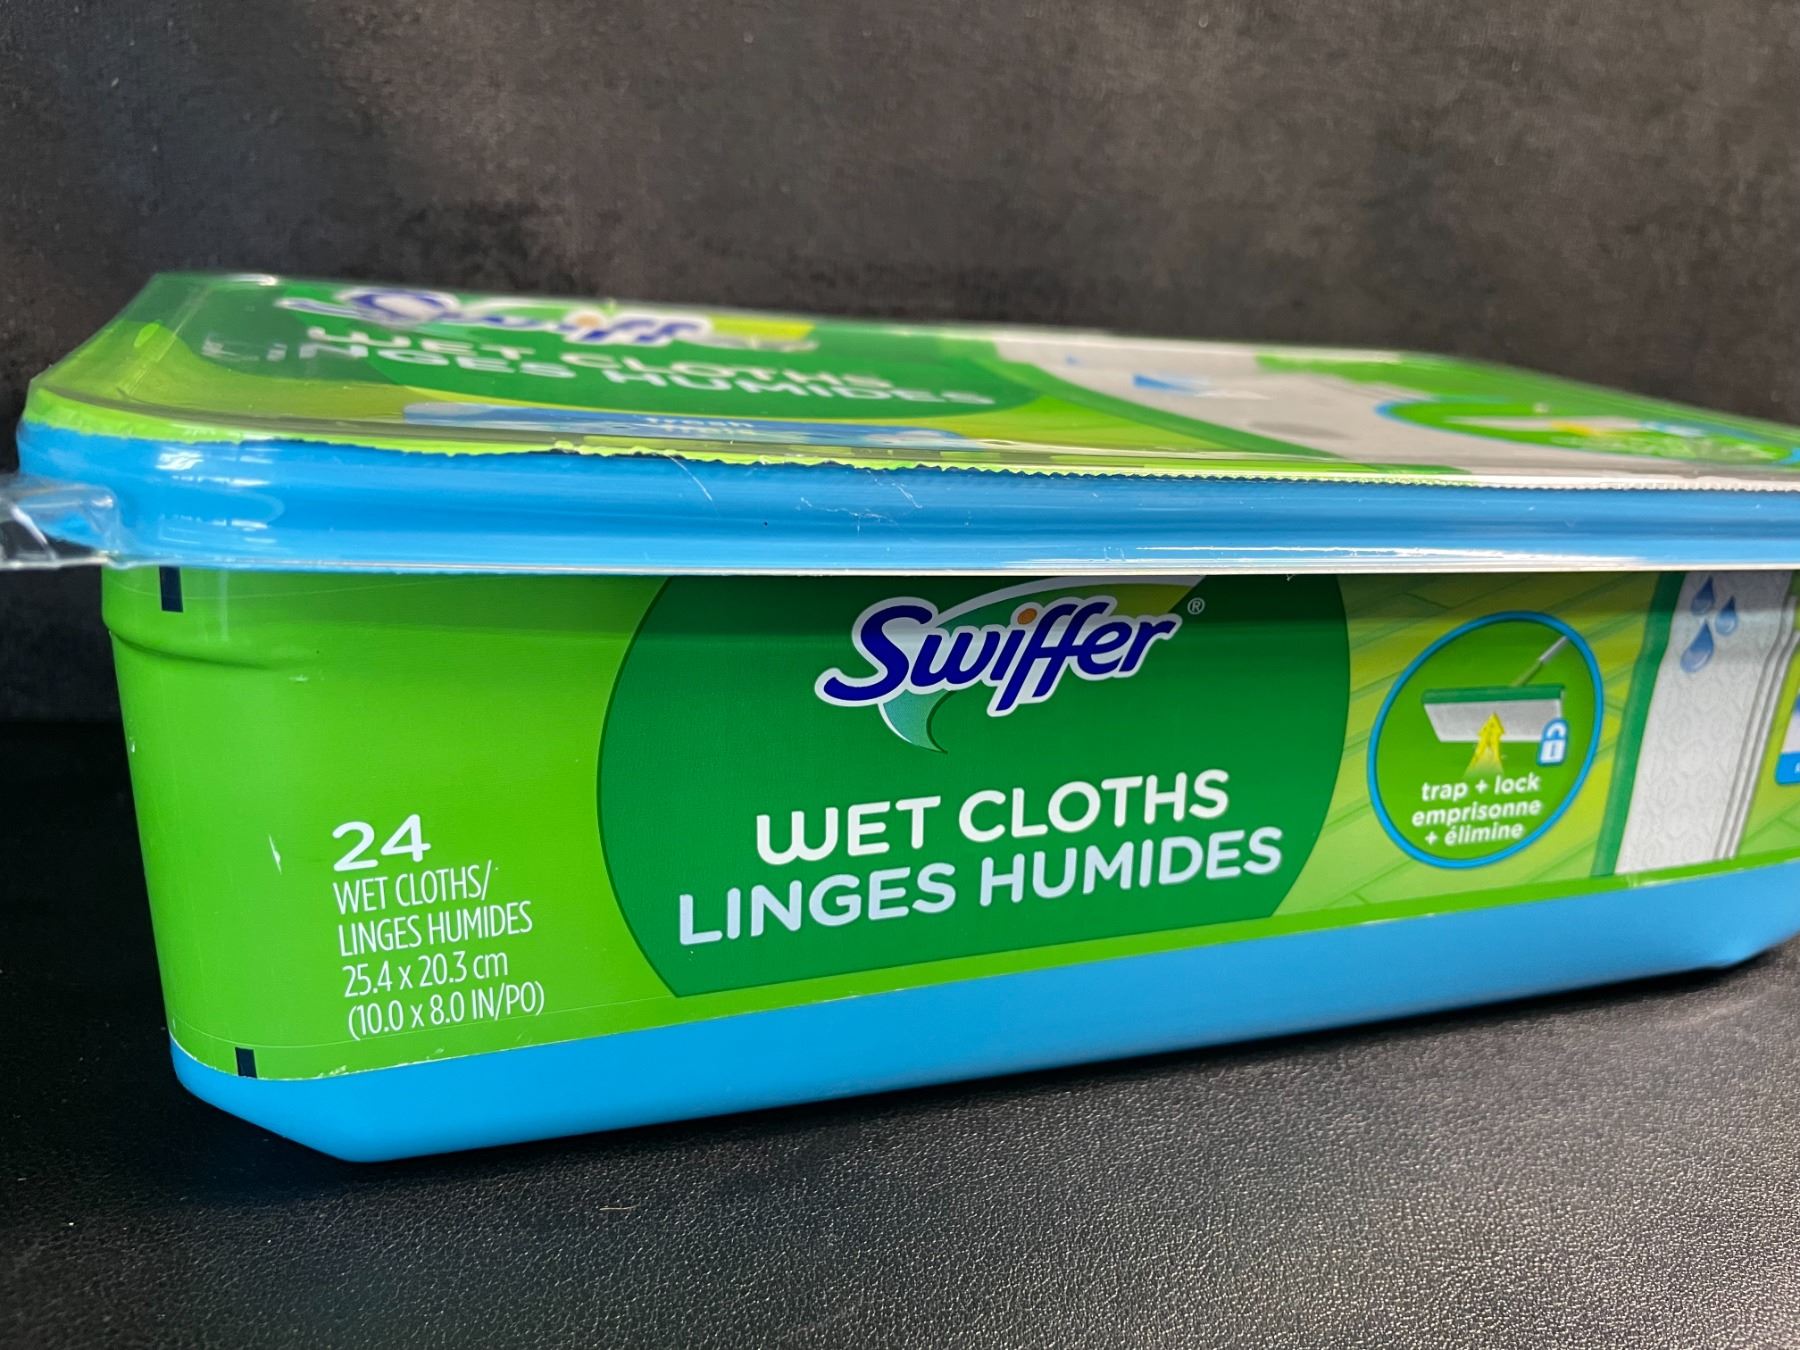 Swiffer
WET CLOTHS
LINGES HUMIDES
fresh
Swiffer®
WET CLOTHS
LINGES HUMIDES
24
WET CLOTHS/
LINGES HUMIDES
25.4 x 20.3 cm
(10.0 x 8.0 IN/PO)
trap + lock
emprisonne
+ élimine